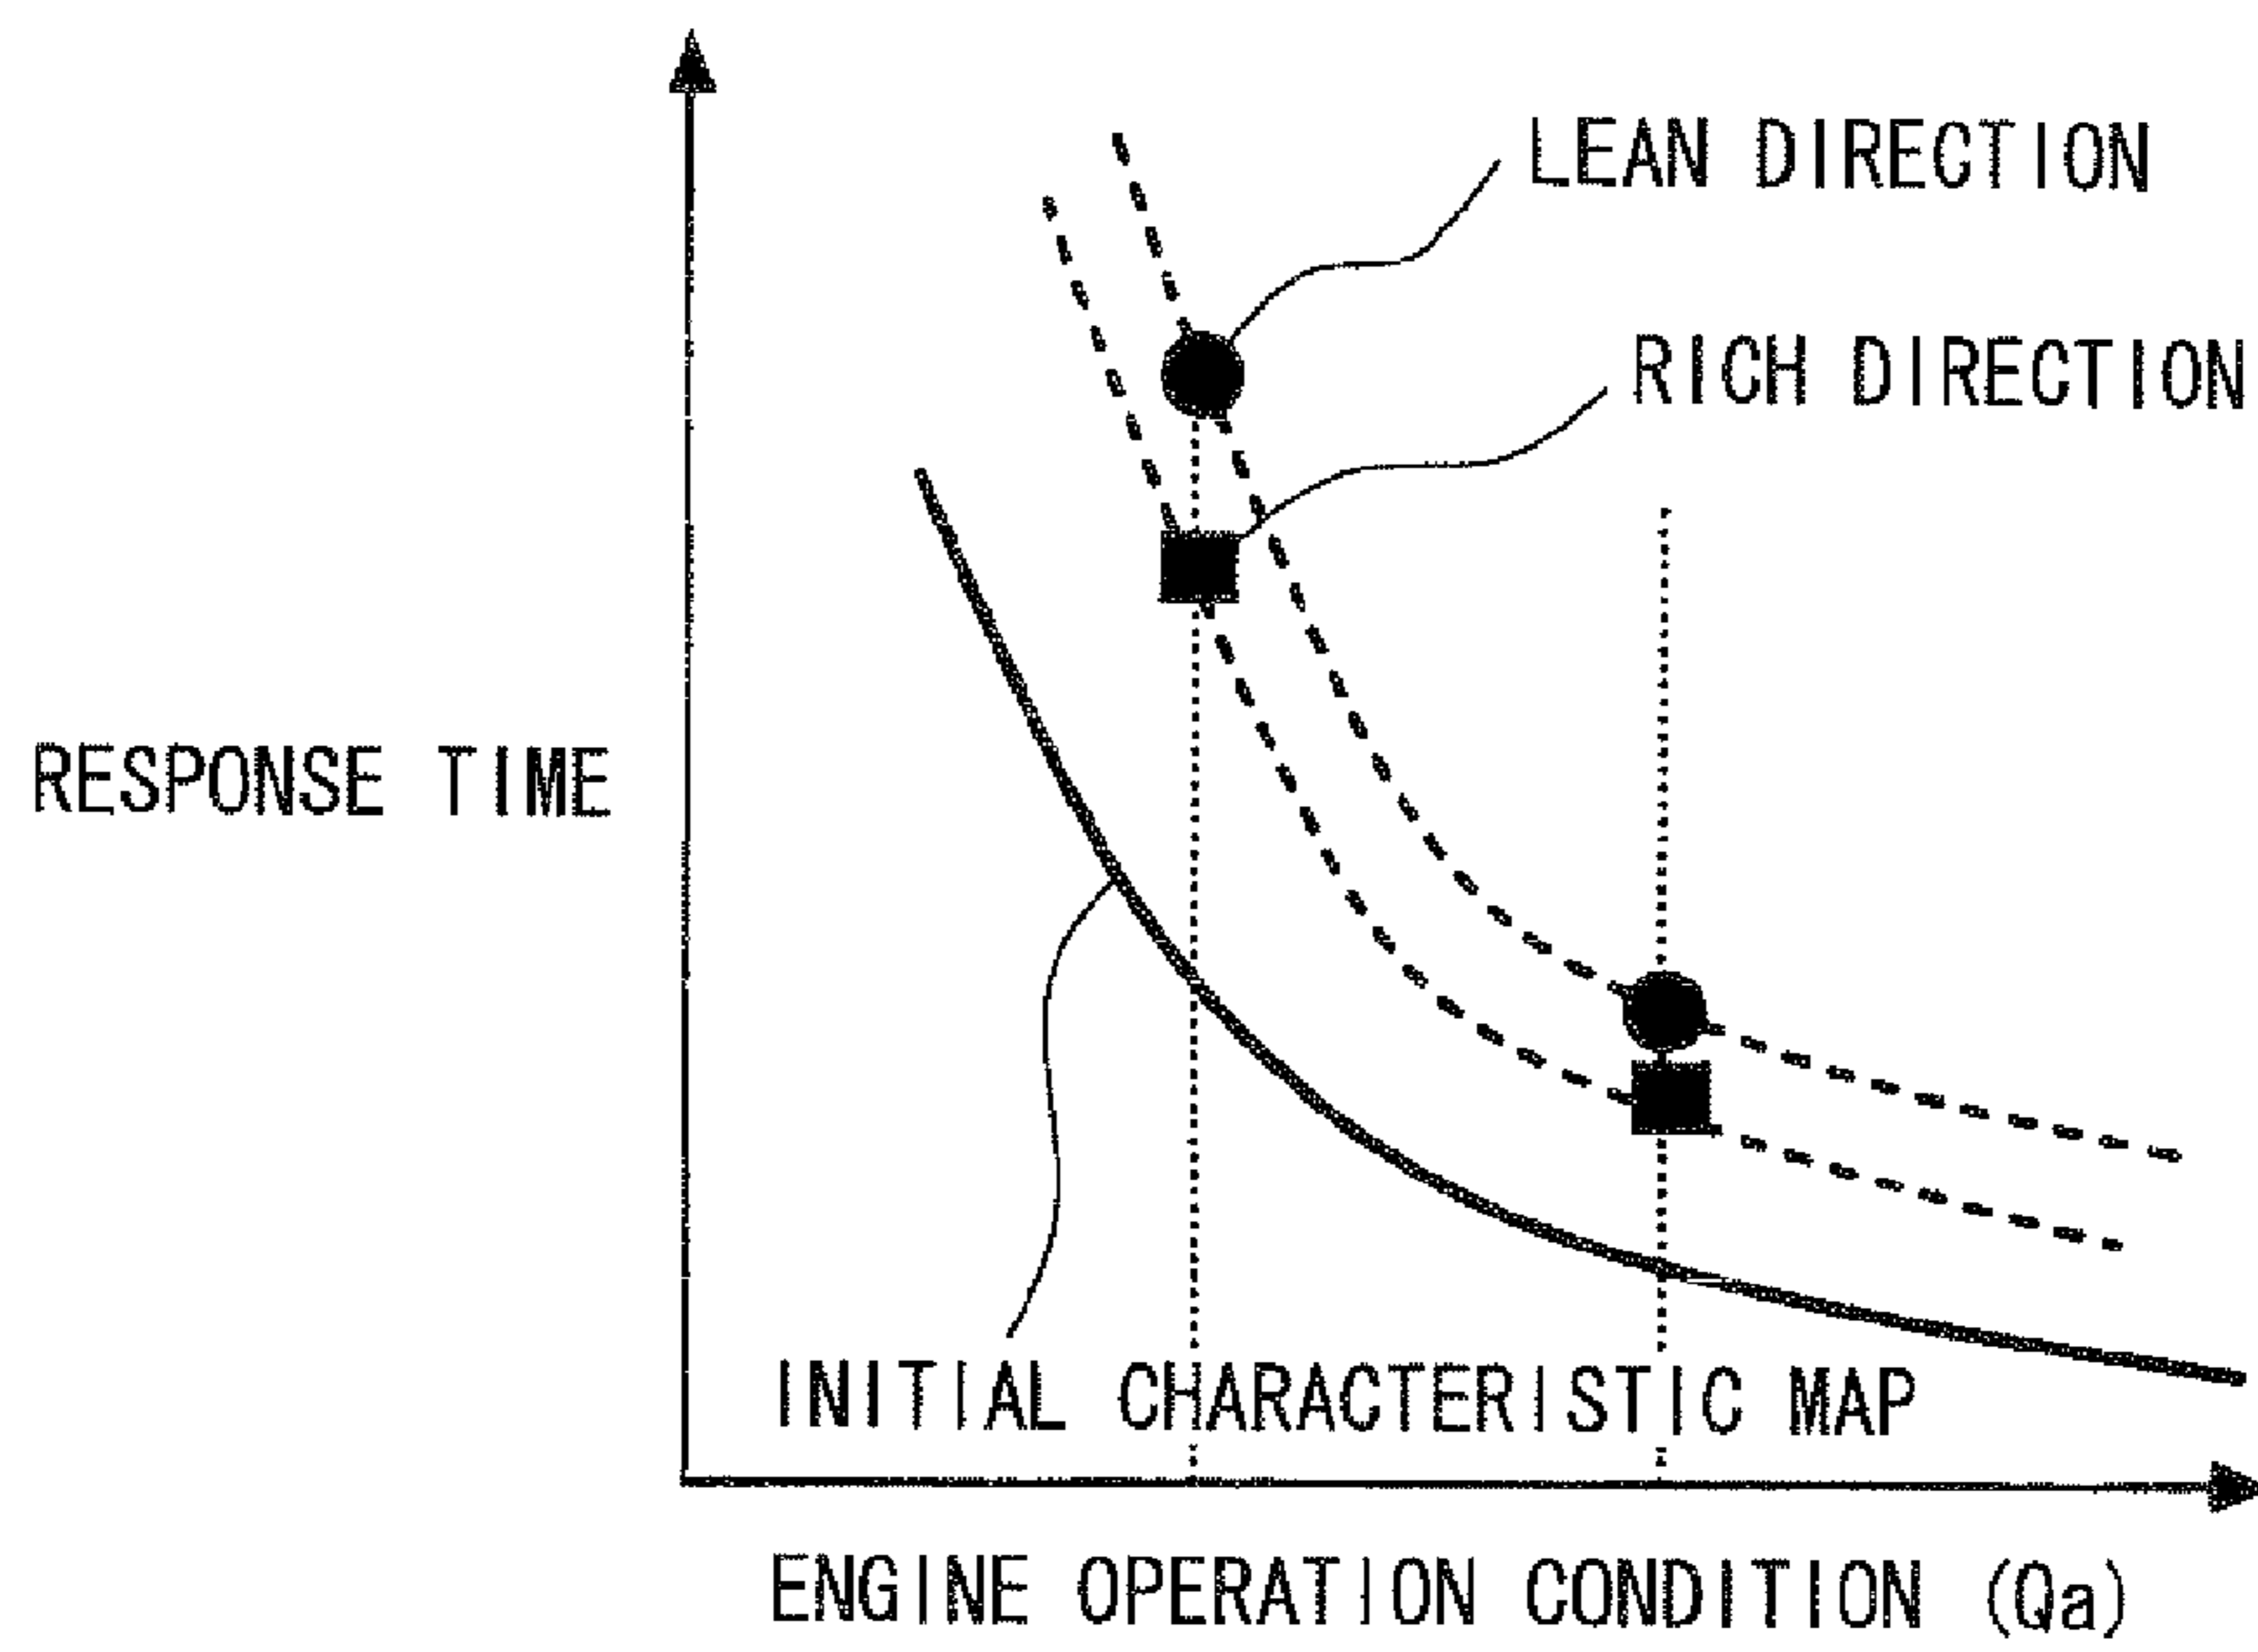 LEAN DIRECTION
RICH DIRECTION
RESPONSE TIME
INITIAL CHARACTERISTIC MAP
ENGINE OPERATION CONDITION (Qa)